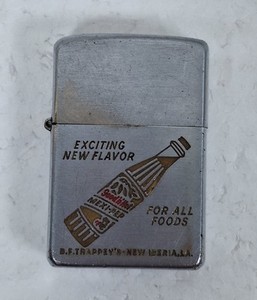 EXCITING
NEW FLAVOR
MEXI-PEP
FOR ALL
FOODS
B.F. TRAPPEY'S - NEW IBERIA, LA.